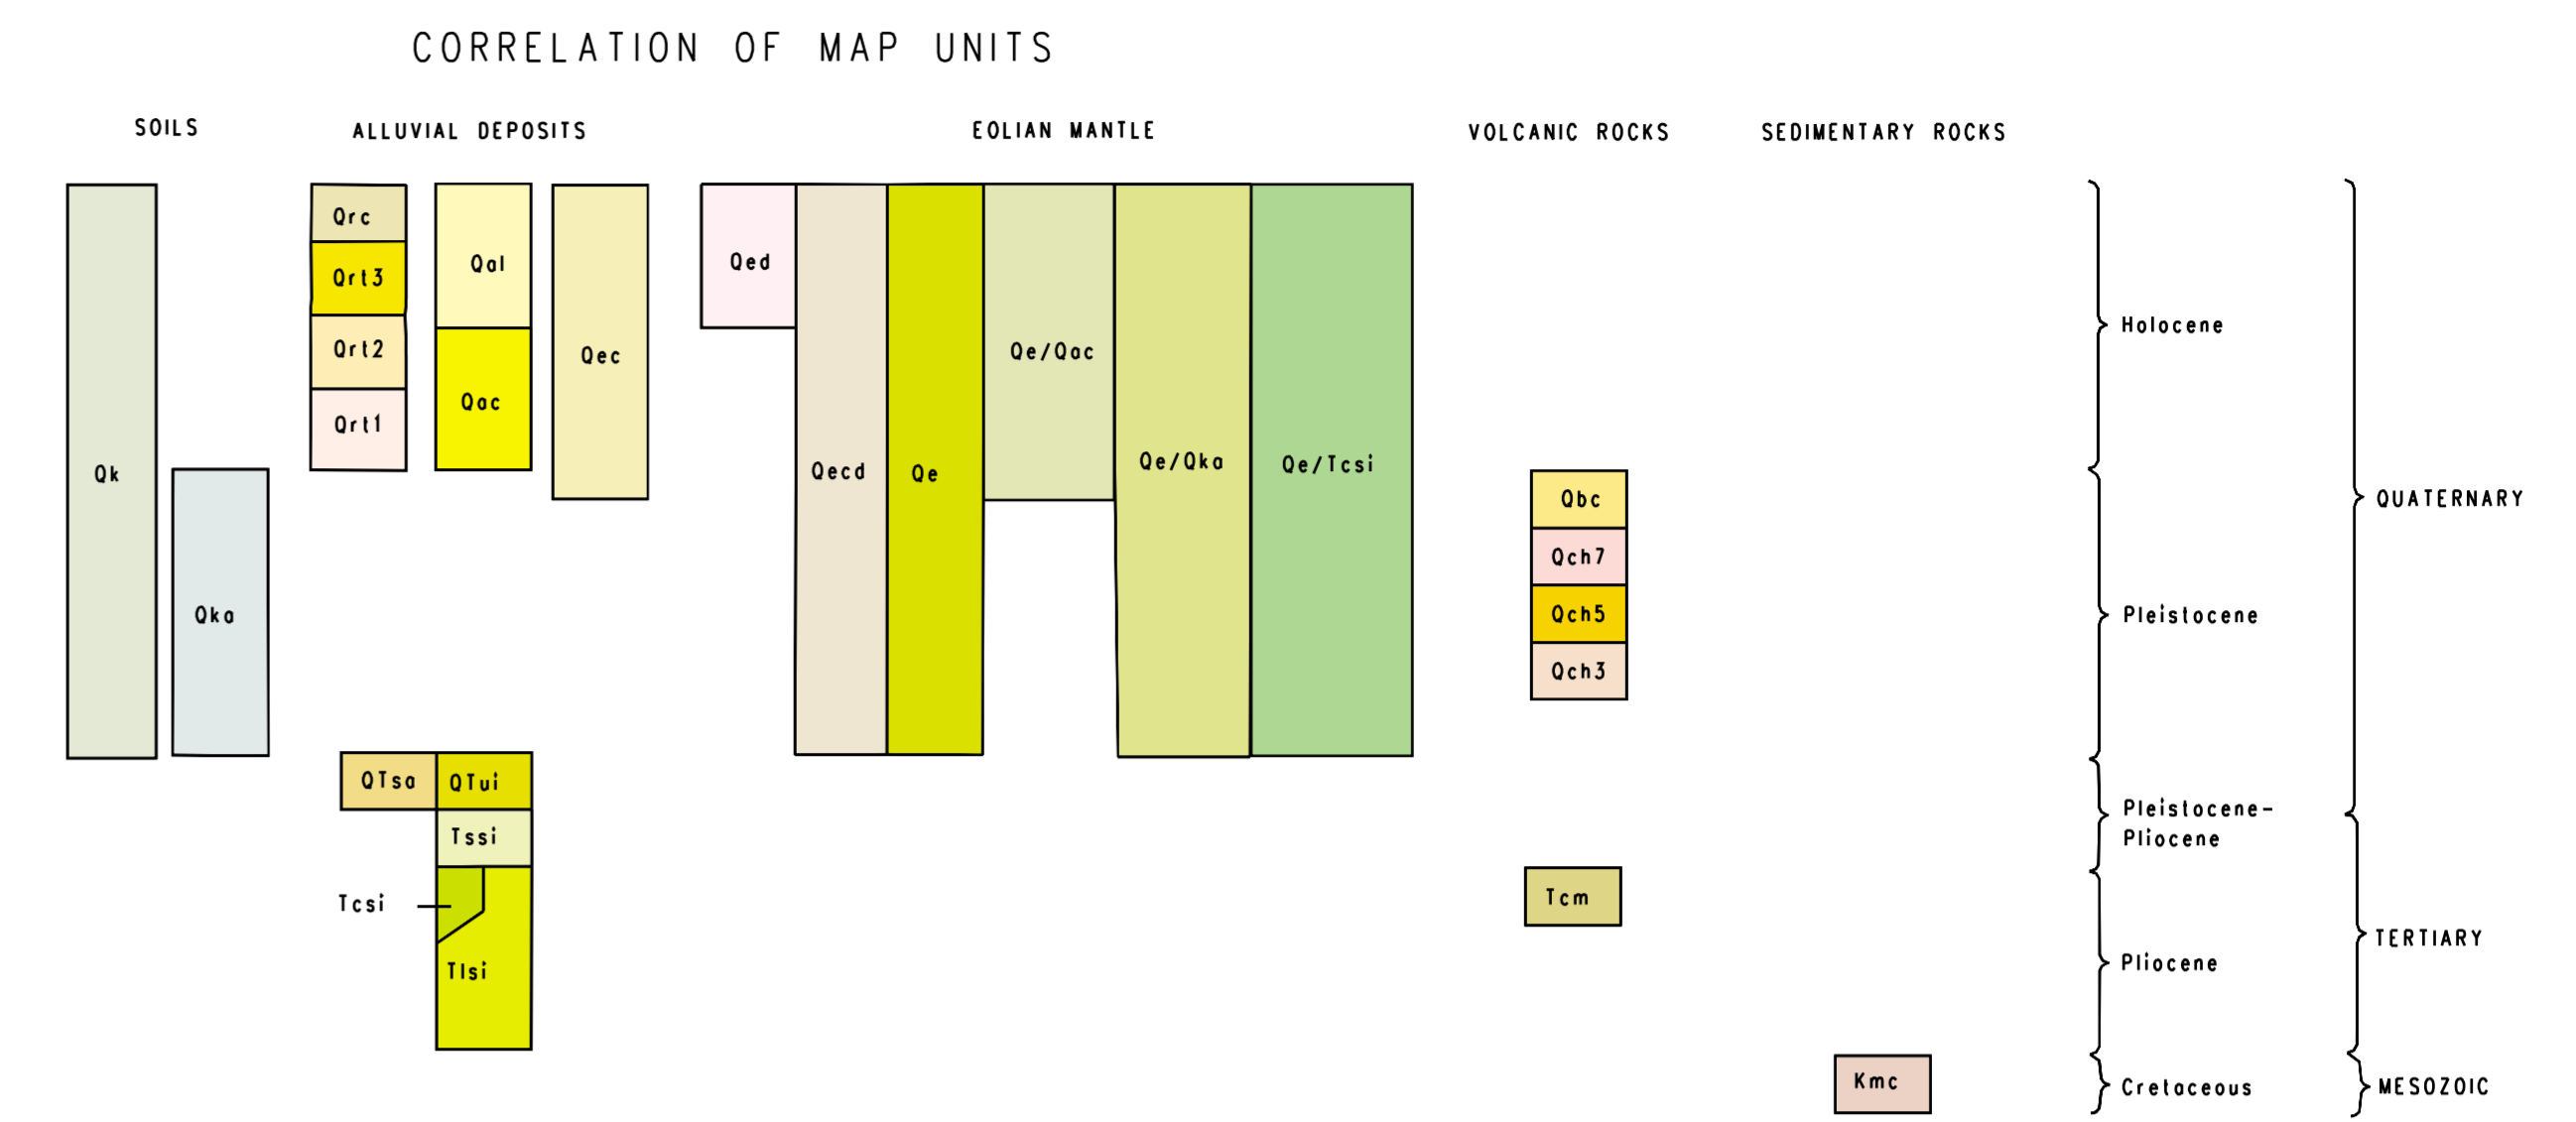 CORRELATION OF MAP UNITS
SOILS
ALLUVIAL DEPOSITS
EOLIAN MANTLE
VOLCANIC ROCKS
SEDIMENTARY ROCKS
Qk
Qka
Qrc
Qrt3
Qrt2
Qrt1
Qal
Qac
Qec
QTsa
QTui
Tssi
Tcsi
Tlsi
Qed
Qecd
Qe
Qe/Qac
Qe/Qka
Qe/Tcsi
Qbc
Qch7
Qch5
Qch3
Tcm
Kmc
Holocene
Pleistocene
Pleistocene-
Pliocene
Pliocene
Cretaceous
QUATERNARY
TERTIARY
MESOZOIC